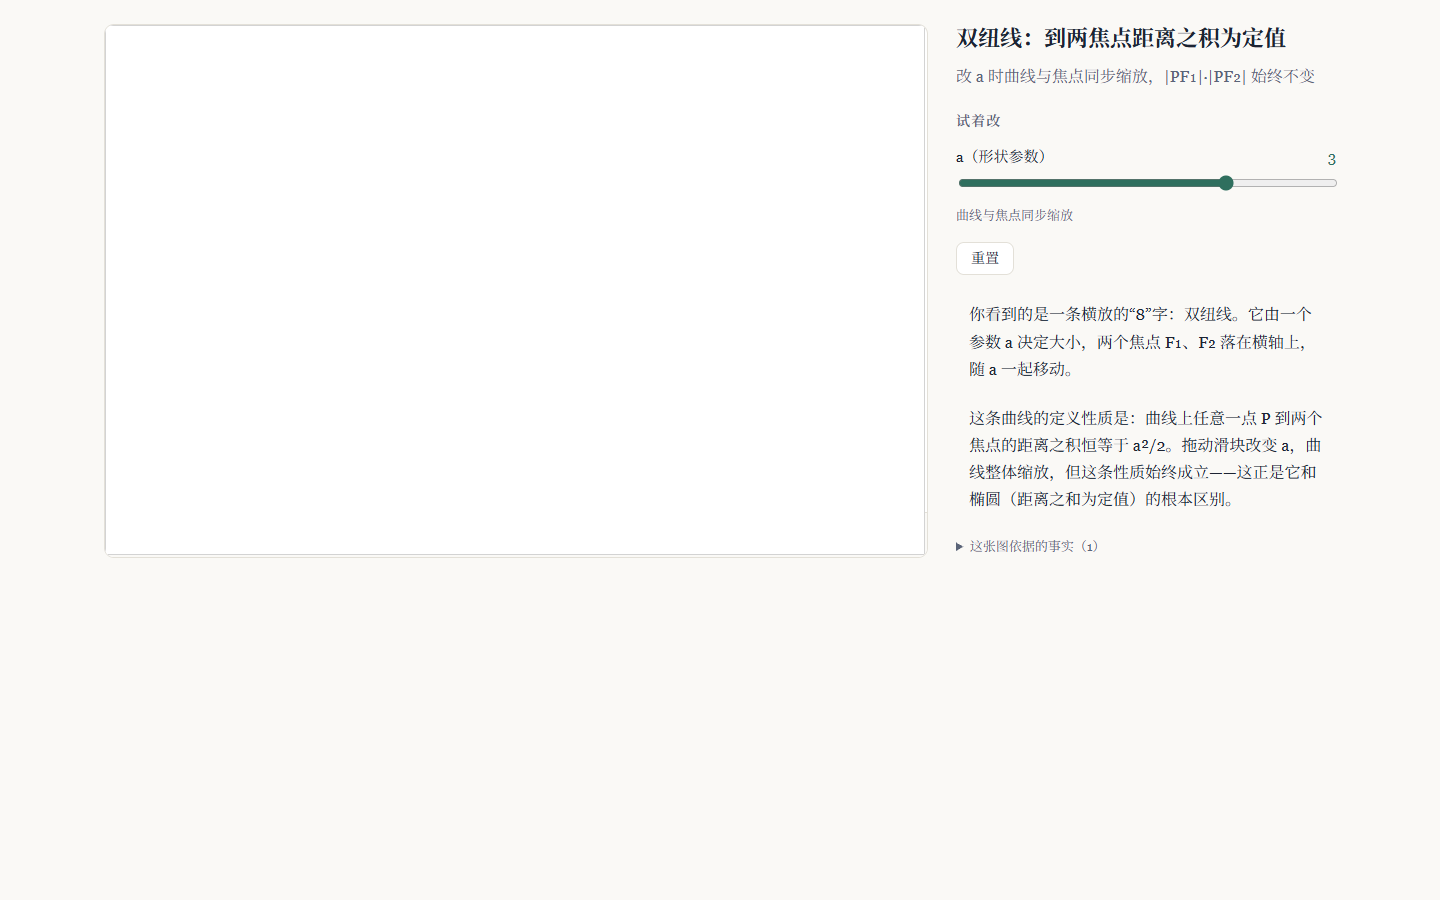 双纽线：到两焦点距离之积为定值
改 a 时曲线与焦点同步缩放，|PF₁|·|PF₂| 始终不变
试着改
a（形状参数）
3
曲线与焦点同步缩放
重置
你看到的是一条横放的“8”字：双纽线。它由一个
参数 a 决定大小，两个焦点 F₁、F₂ 落在横轴上，
随 a 一起移动。
这条曲线的定义性质是：曲线上任意一点 P 到两个
焦点的距离之积恒等于 a²/2。拖动滑块改变 a，曲
线整体缩放，但这条性质始终成立——这正是它和
椭圆（距离之和为定值）的根本区别。
▶ 这张图依据的事实（1）